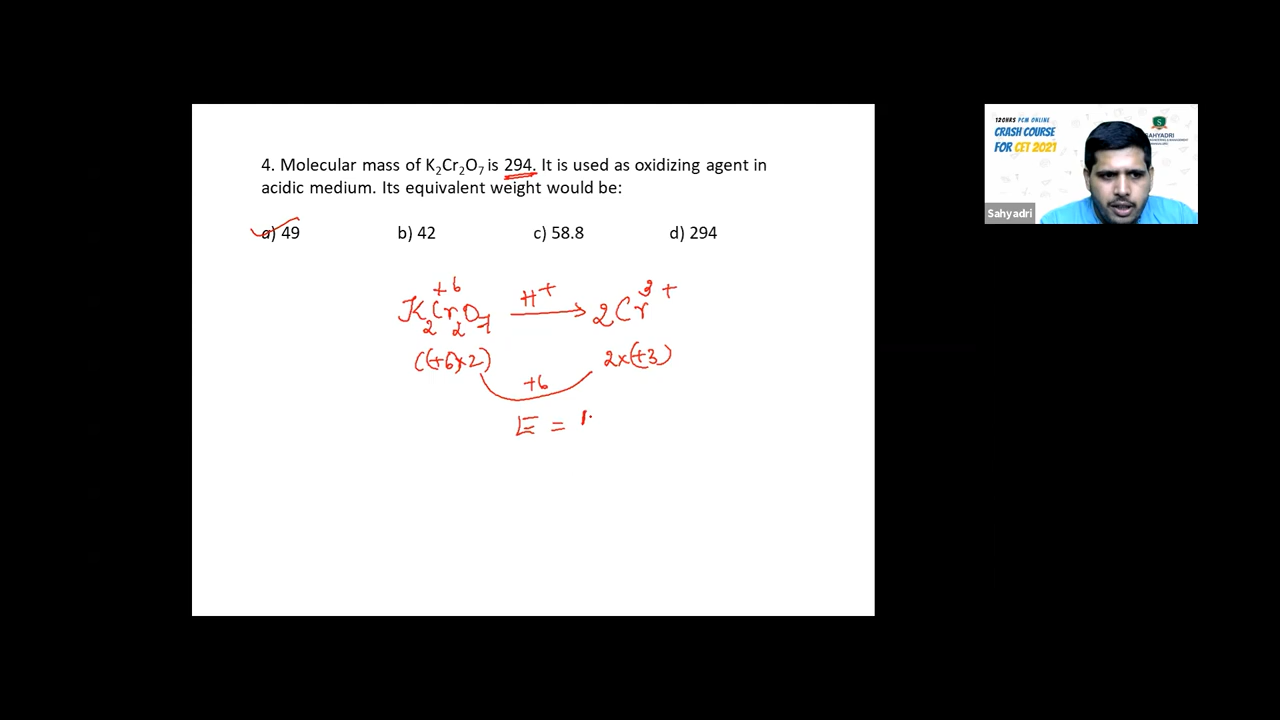 4. Molecular mass of K₂Cr₂O₇ is 294. It is used as oxidizing agent in
acidic medium. Its equivalent weight would be:
a) 49 b) 42 c) 58.8 d) 294
+6
K₂Cr₂O₇ H⁺ 2Cr³⁺
((+6)×2) 2×(+3)
+6
E =
120HRS PCM ONLINE
CRASH COURSE
FOR CET 2021
S
SAHYADRI
Sahyadri